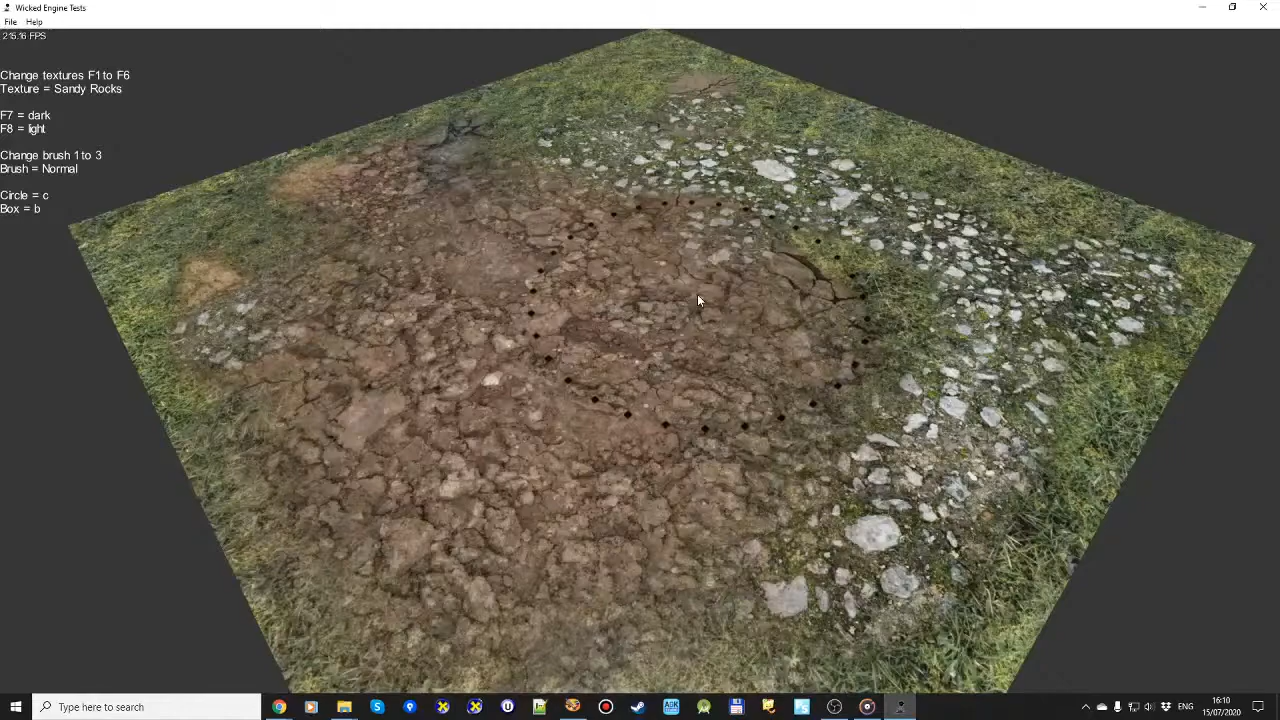 Wicked Engine Tests
File Help
215.16 FPS
Change textures F1 to F6
Texture = Sandy Rocks
F7 = dark
F8 = light
Change brush 1 to 3
Brush = Normal
Circle = c
Box = b
Type here to search
ENG
16:10
15/07/2020